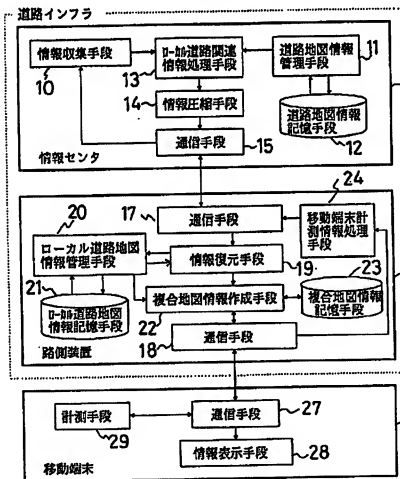 道路インフラ
情報収集手段
10
ローカル道路関連
情報処理手段
13
道路地図情報
管理手段
11
14
情報圧縮手段
道路地図情報
記憶手段
12
通信手段
15
情報センタ
24
17
通信手段
移動端末計
測情報処理
手段
20
ローカル道路地図
情報管理手段
情報復元手段
19
23
21
ローカル道路地図
情報記憶手段
複合地図情報作成手段
22
複合地図情報
記憶手段
通信手段
18
路側装置
計測手段
29
通信手段
27
情報表示手段
28
移動端末